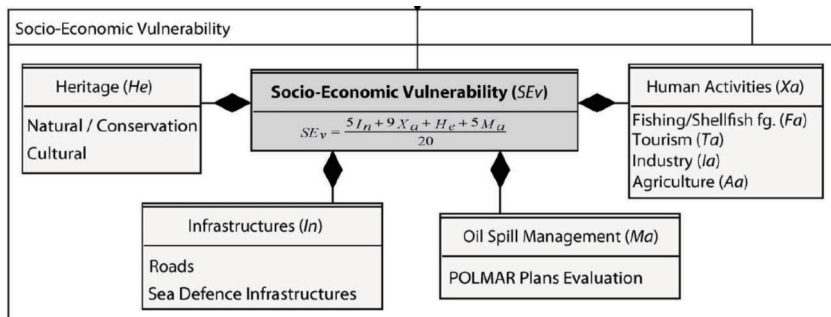 Socio-Economic Vulnerability
Heritage (He)
Natural / Conservation
Cultural
Socio-Economic Vulnerability (SEv)
SEv = 5In + 9Xa + He + 5Ma / 20
Human Activities (Xa)
Fishing/Shellfish fg. (Fa)
Tourism (Ta)
Industry (Ia)
Agriculture (Aa)
Infrastructures (In)
Roads
Sea Defence Infrastructures
Oil Spill Management (Ma)
POLMAR Plans Evaluation